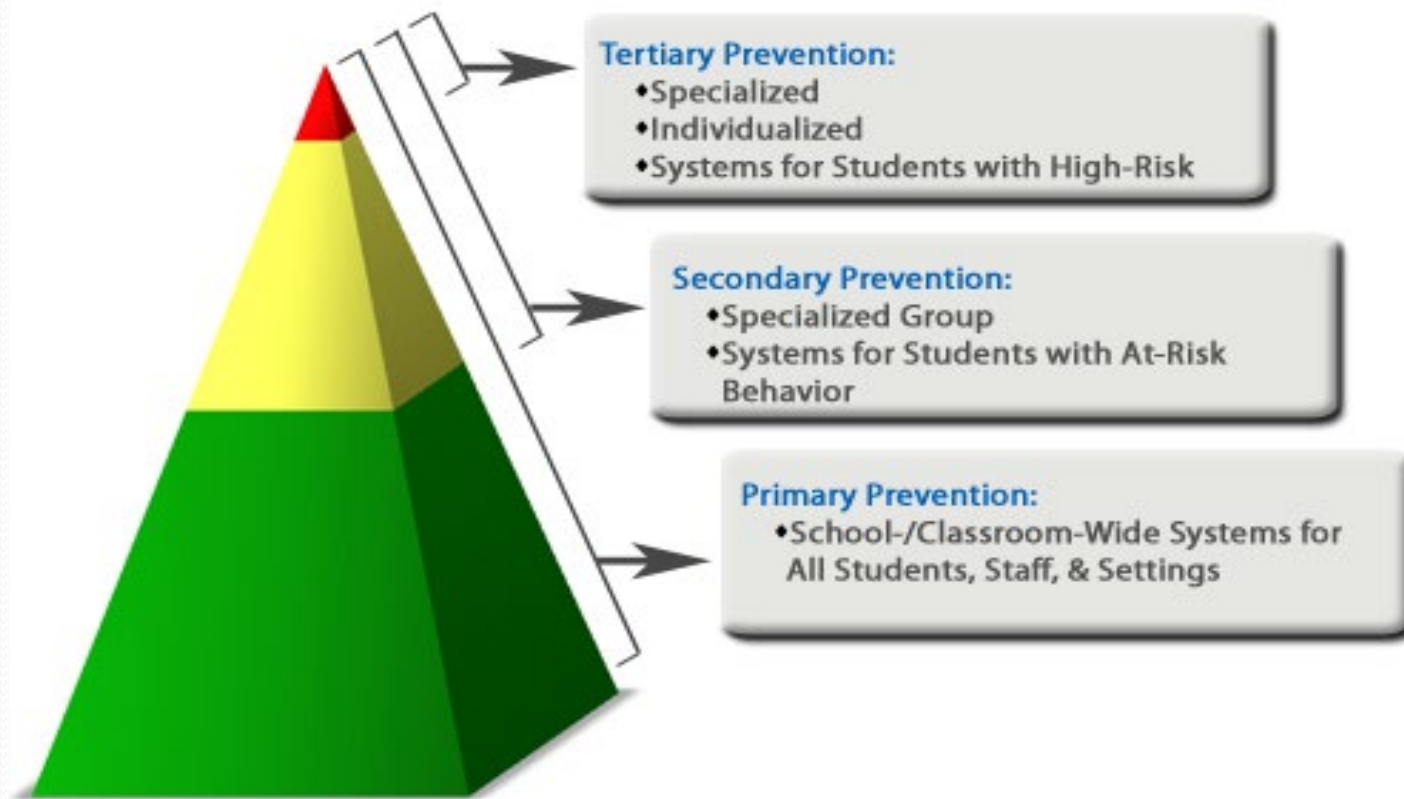 Tertiary Prevention:
◆Specialized
◆Individualized
◆Systems for Students with High-Risk
Secondary Prevention:
◆Specialized Group
◆Systems for Students with At-Risk
Behavior
Primary Prevention:
◆School-/Classroom-Wide Systems for
All Students, Staff, & Settings